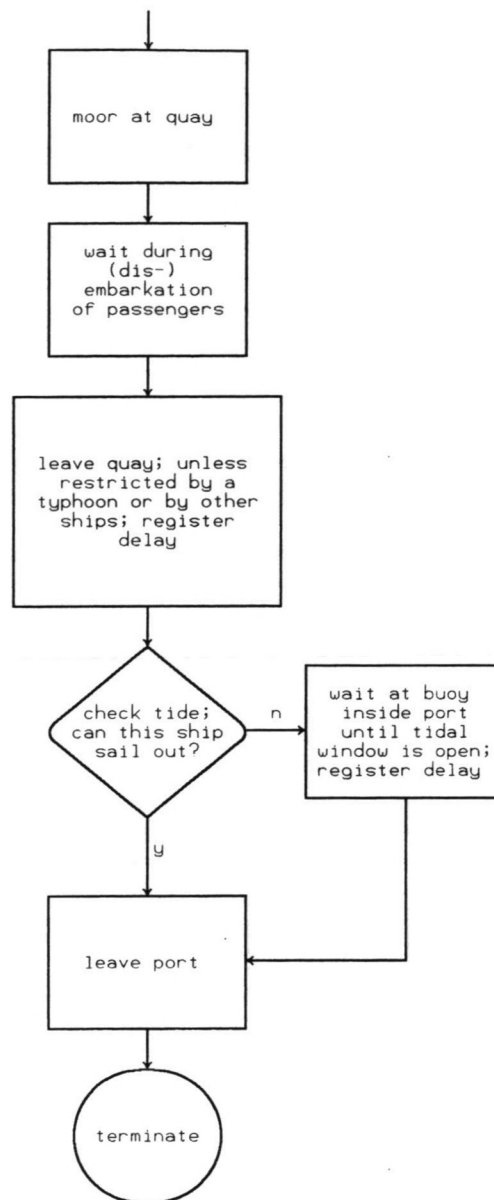 moor at quay
wait during
(dis-)
embarkation
of passengers
leave quay; unless
restricted by a
typhoon or by other
ships; register
delay
check tide;
can this ship
sail out?
n
wait at buoy
inside port
until tidal
window is open;
register delay
y
leave port
terminate